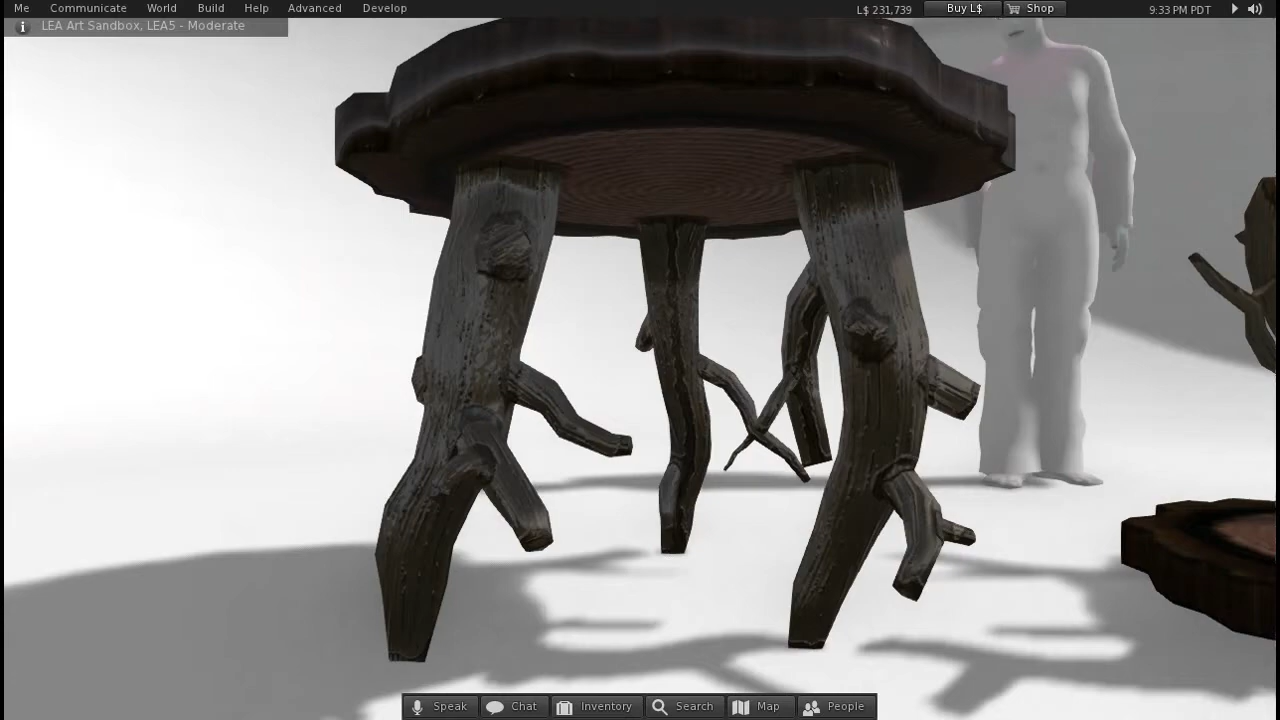 Me Communicate World Build Help Advanced Develop L$ 231,739 Buy L$ Shop 9:33 PM PDT
LEA Art Sandbox, LEA5 - Moderate
Speak Chat Inventory Search Map People